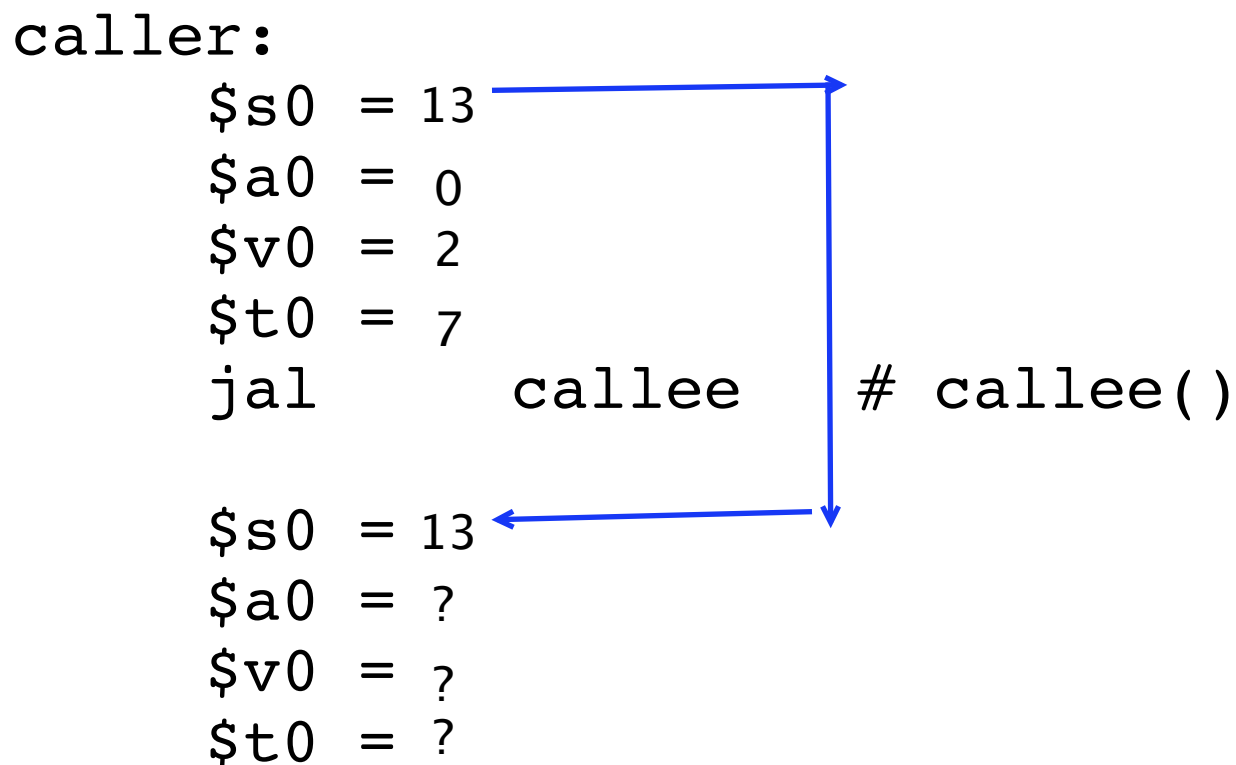 caller:
$s0 = 13
$a0 = 0
$v0 = 2
$t0 = 7
jal callee # callee()
$s0 = 13
$a0 = ?
$v0 = ?
$t0 = ?